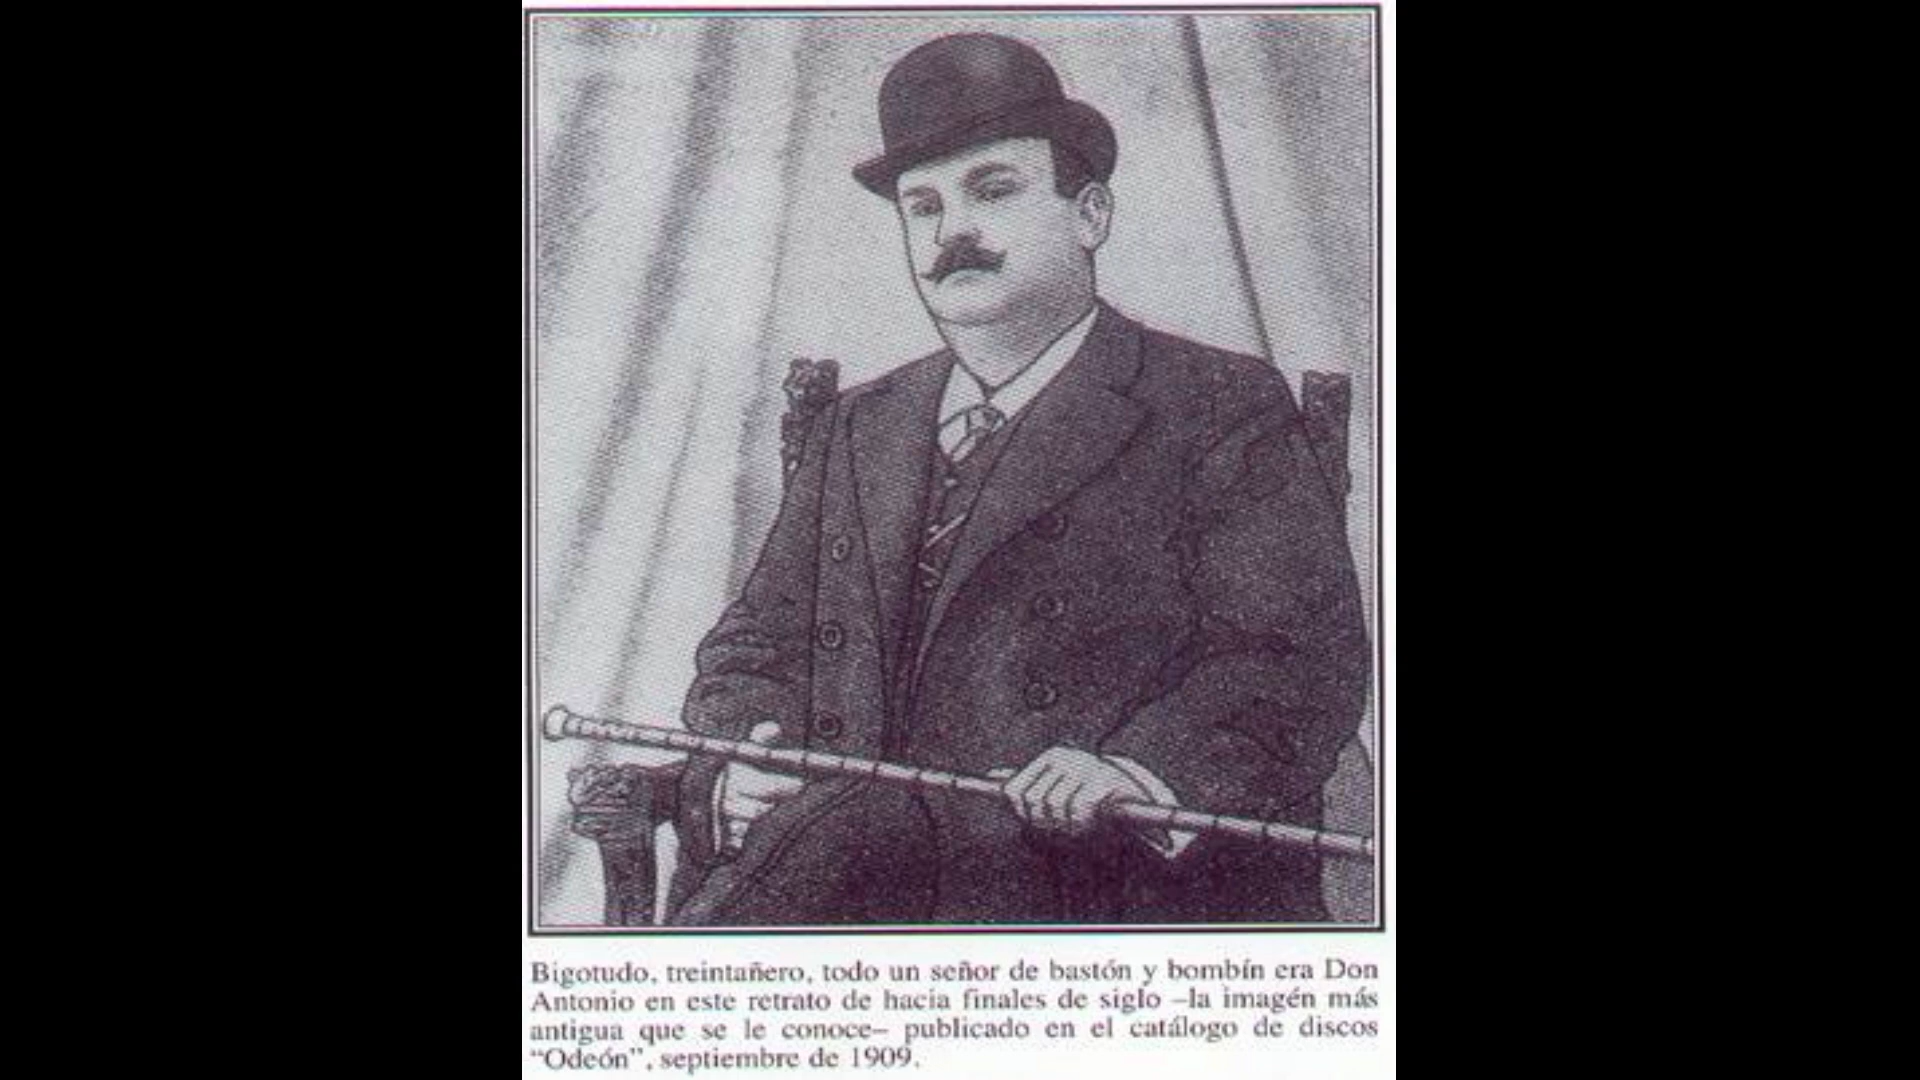 Bigotudo, treintañero, todo un señor de bastón y bombín era Don
Antonio en este retrato de hacia finales de siglo –la imagén más
antigua que se le conoce– publicado en el catálogo de discos
“Odeón”, septiembre de 1909.